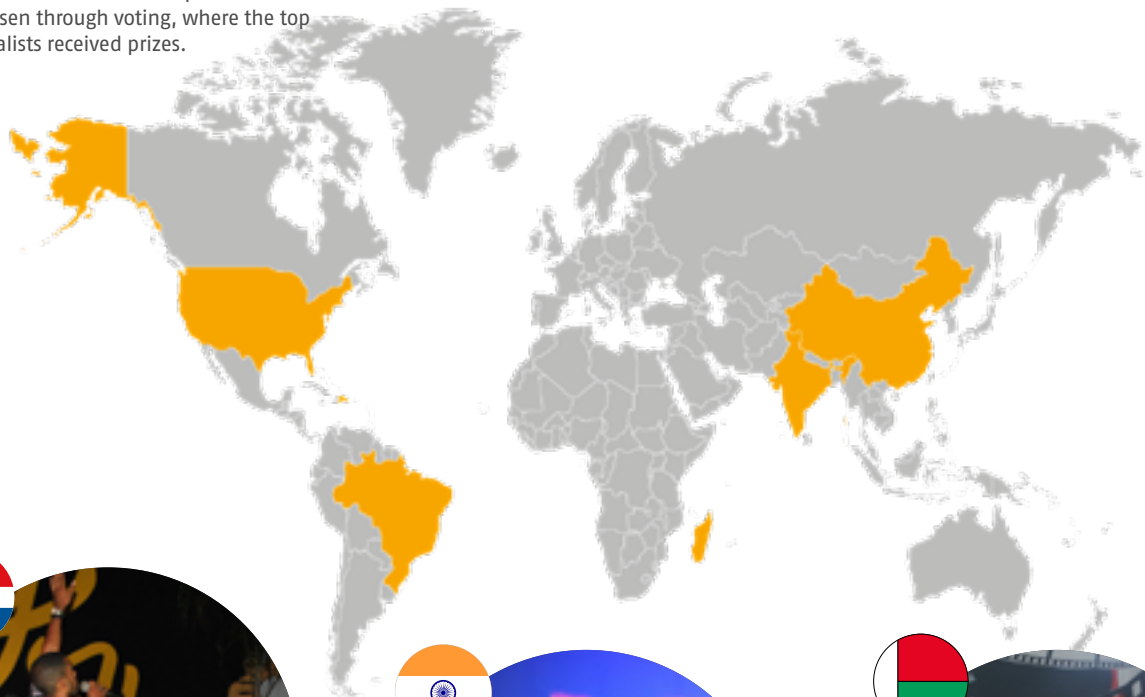 sen through voting, where the top
alists received prizes.